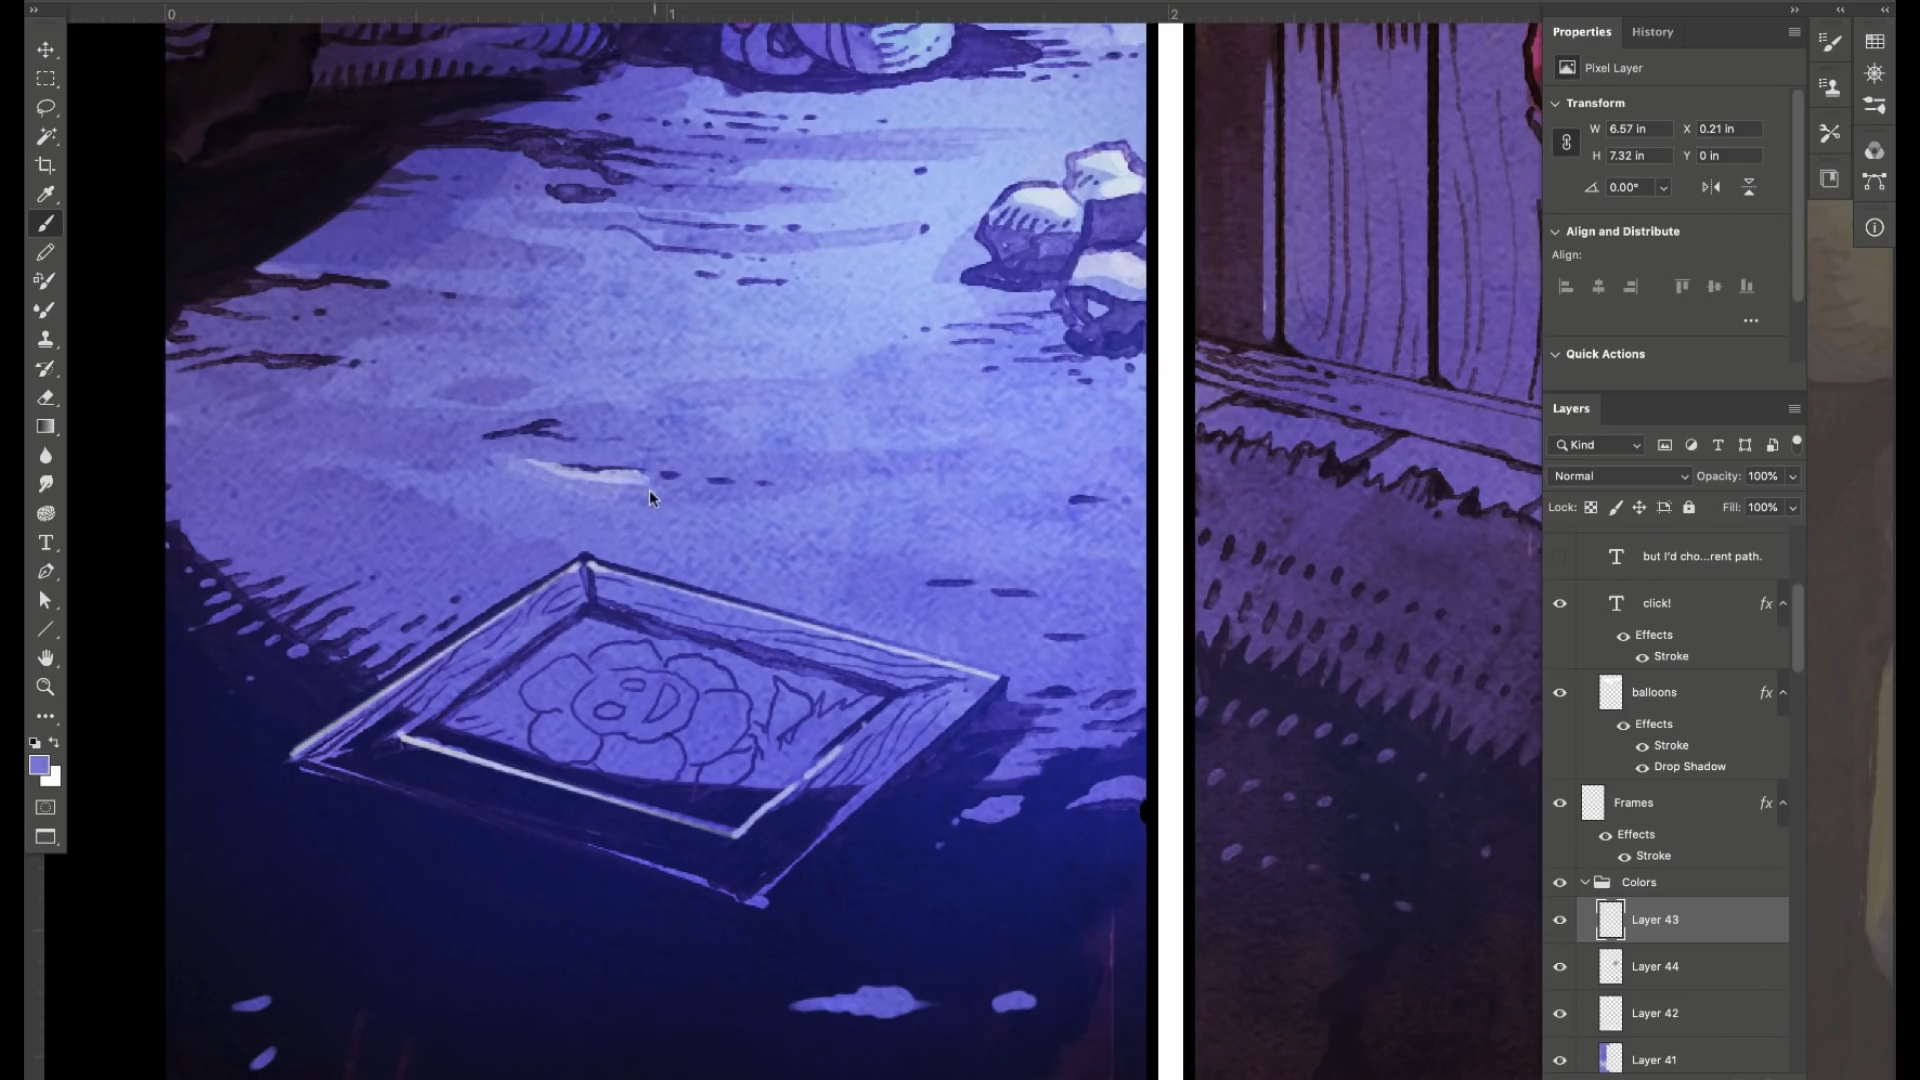 0
1
2
Properties
History
Pixel Layer
Transform
W 6.57 in X 0.21 in
H 7.32 in Y 0 in
0.00°
Align and Distribute
Align:
Quick Actions
Layers
Kind
Normal Opacity: 100%
Lock: Fill: 100%
but I'd cho...rent path.
click! fx
Effects
Stroke
balloons fx
Effects
Stroke
Drop Shadow
Frames fx
Effects
Stroke
Colors
Layer 43
Layer 44
Layer 42
Layer 41